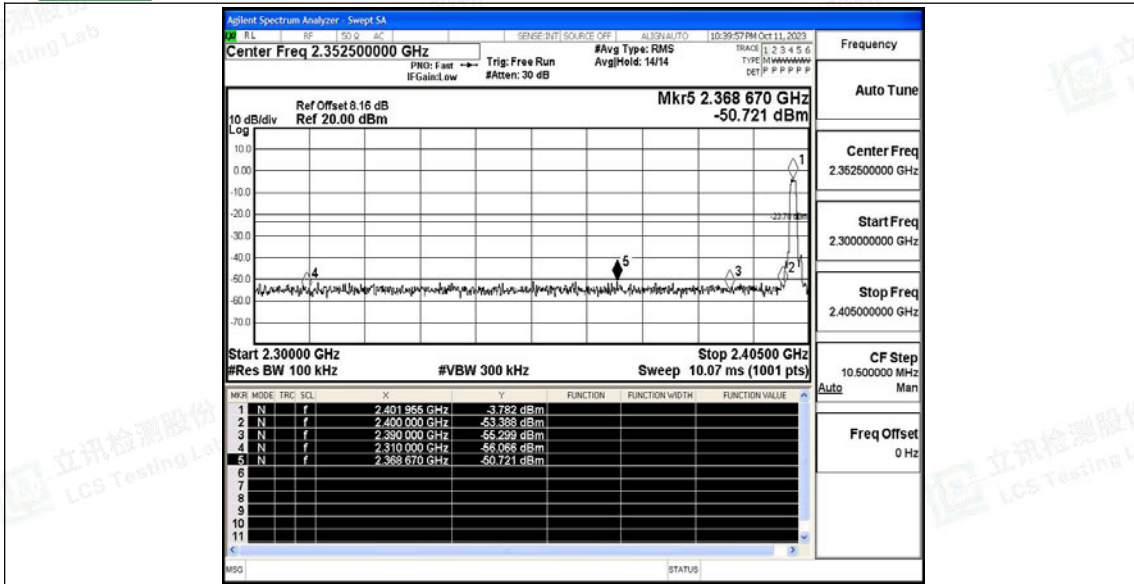 Agilent Spectrum Analyzer - Swept SA
RL RF 50 Ω AC SENSE:INT SOURCE OFF ALIGNAUTO 10:39:57 PM Oct 11, 2023
Center Freq 2.352500000 GHz
PNO: Fast
IFGain:Low
Trig: Free Run
#Atten: 30 dB
#Avg Type: RMS
Avg|Hold: 14/14
TRACE 1 2 3 4 5 6
TYPE M
DET P P P P P P
Frequency
Auto Tune
Center Freq
2.352500000 GHz
Start Freq
2.300000000 GHz
Stop Freq
2.405000000 GHz
CF Step
10.500000 MHz
Auto Man
Freq Offset
0 Hz
Mkr5 2.368 670 GHz
-50.721 dBm
Ref Offset 8.16 dB
10 dB/div Ref 20.00 dBm
Log
10.0
0.00
-10.0
-20.0
-30.0
-40.0
-50.0
-60.0
-70.0
1
2
3
4
5
Start 2.30000 GHz Stop 2.40500 GHz
#Res BW 100 kHz #VBW 300 kHz Sweep 10.07 ms (1001 pts)
MKR MODE TRC SCL X Y FUNCTION FUNCTION WIDTH FUNCTION VALUE
1 N f 2.401 955 GHz -3.782 dBm
2 N f 2.400 000 GHz -53.388 dBm
3 N f 2.390 000 GHz -55.299 dBm
4 N f 2.310 000 GHz -56.066 dBm
5 N f 2.368 670 GHz -50.721 dBm
6
7
8
9
10
11
MSG STATUS
立讯检测股份
LCS Testing Lab
立讯检测股份
LCS Testing L